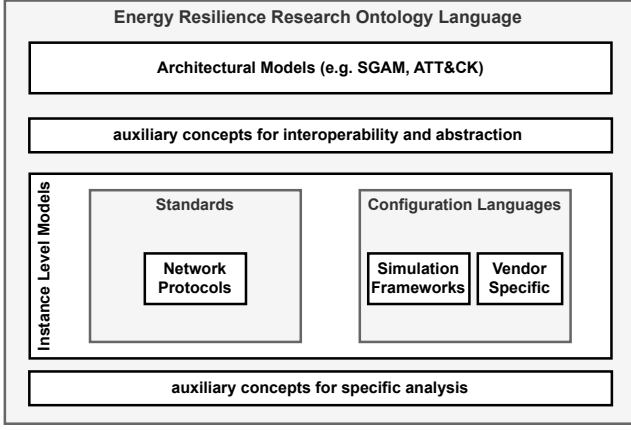 Energy Resilience Research Ontology Language
Architectural Models (e.g. SGAM, ATT&CK)
auxiliary concepts for interoperability and abstraction
Instance Level Models
Standards
Network
Protocols
Configuration Languages
Simulation
Frameworks
Vendor
Specific
auxiliary concepts for specific analysis